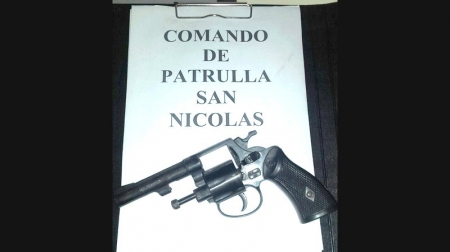 COMANDO
DE
PATRULLA
SAN
NICOLAS